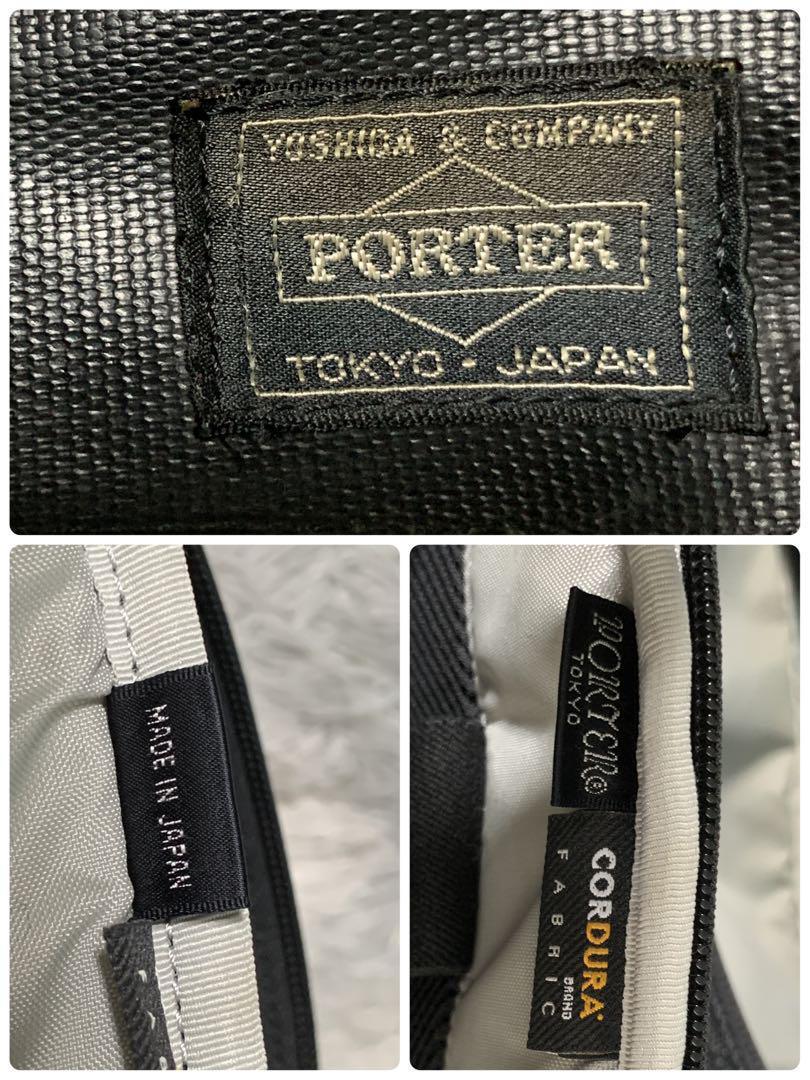 YOSHIDA & COMPANY
PORTER
TOKYO・JAPAN
MADE IN JAPAN
PORTER®
TOKYO
CORDURA
BRAND
FABRIC